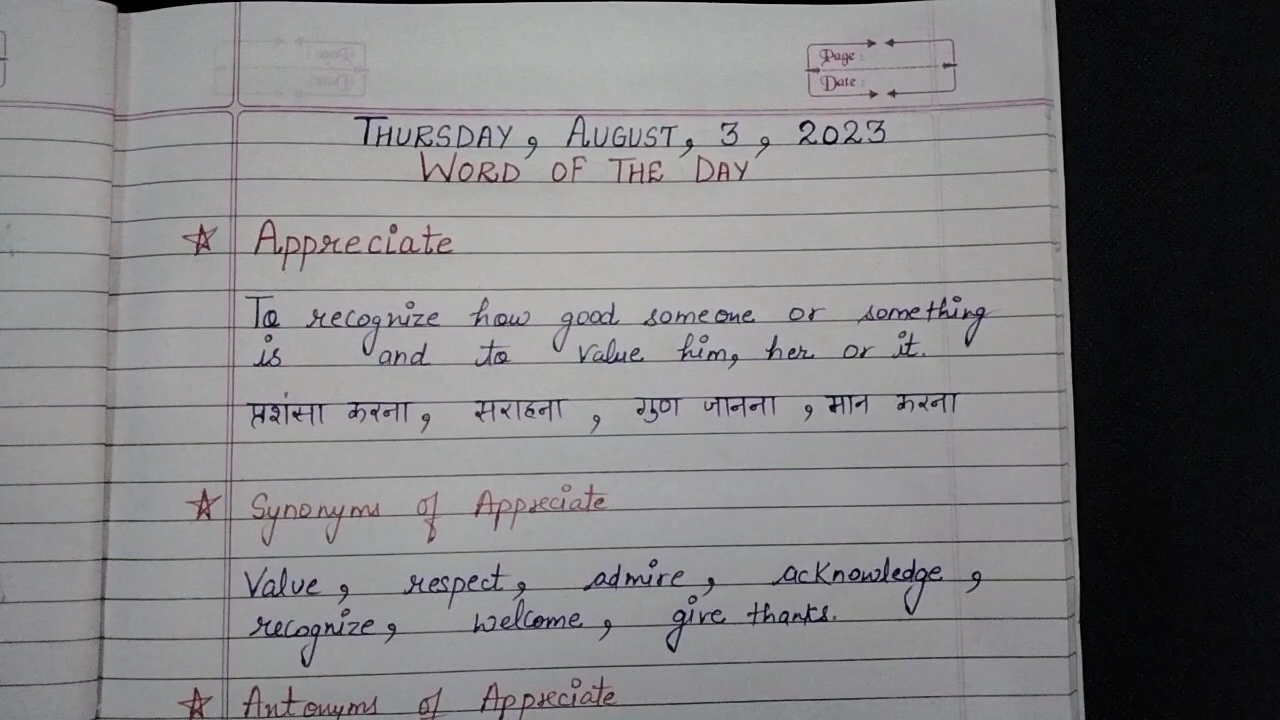 Page :
Date :
THURSDAY, AUGUST, 3, 2023
WORD OF THE DAY
☆ Appreciate
To recognize how good someone or something
is and to value him, her or it.
प्रशंसा करना, सराहना, गुण जानना, मान करना
☆ Synonyms of Appreciate
Value, respect, admire, acknowledge,
recognize, welcome, give thanks.
☆ Antonyms of Appreciate